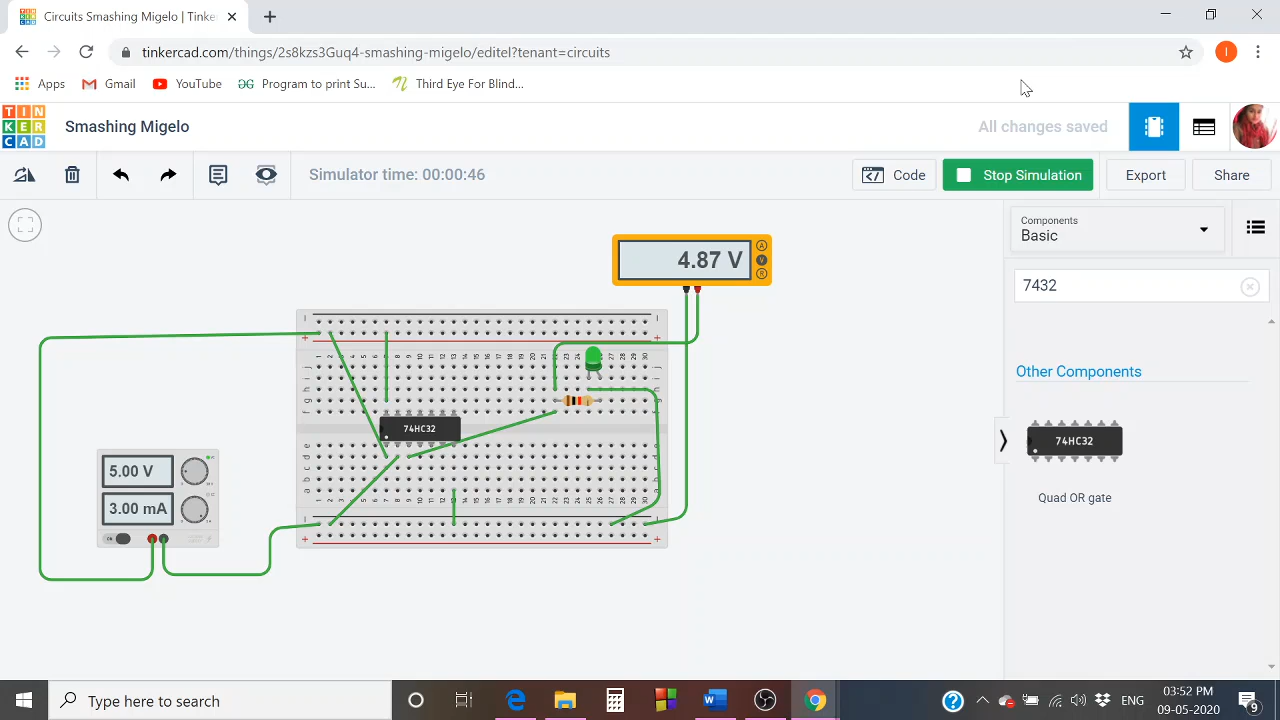 Circuits Smashing Migelo | Tinker
tinkercad.com/things/2s8kzs3Guq4-smashing-migelo/editel?tenant=circuits
I
Apps Gmail YouTube Program to print Su... Third Eye For Blind...
TIN
KER
CAD
Smashing Migelo
All changes saved
Simulator time: 00:00:46
Code
Stop Simulation
Export
Share
Components
Basic
7432
Other Components
74HC32
Quad OR gate
4.87 V
A
V
R
74HC32
5.00 V
3.00 mA
Type here to search
ENG
03:52 PM
09-05-2020
9